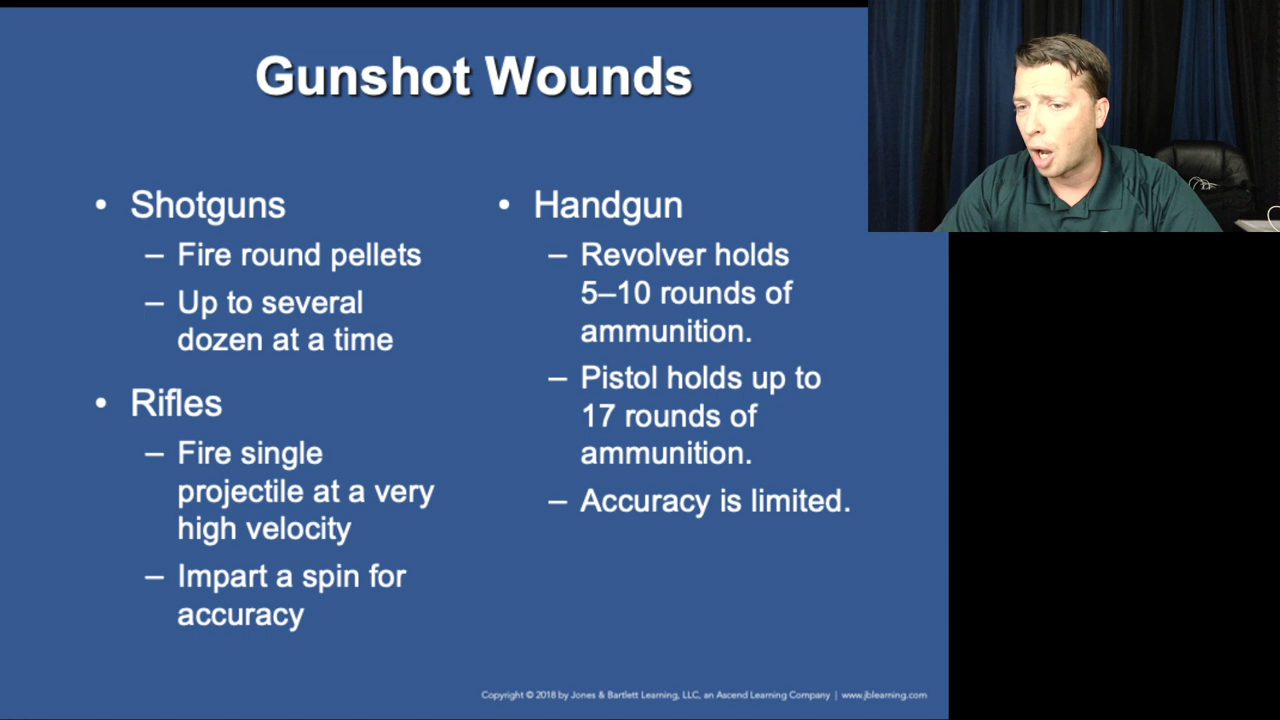 Gunshot Wounds
• Shotguns
– Fire round pellets
– Up to several
dozen at a time
• Rifles
– Fire single
projectile at a very
high velocity
– Impart a spin for
accuracy
• Handgun
– Revolver holds
5–10 rounds of
ammunition.
– Pistol holds up to
17 rounds of
ammunition.
– Accuracy is limited.
Copyright © 2018 by Jones & Bartlett Learning, LLC, an Ascend Learning Company | www.jblearning.com